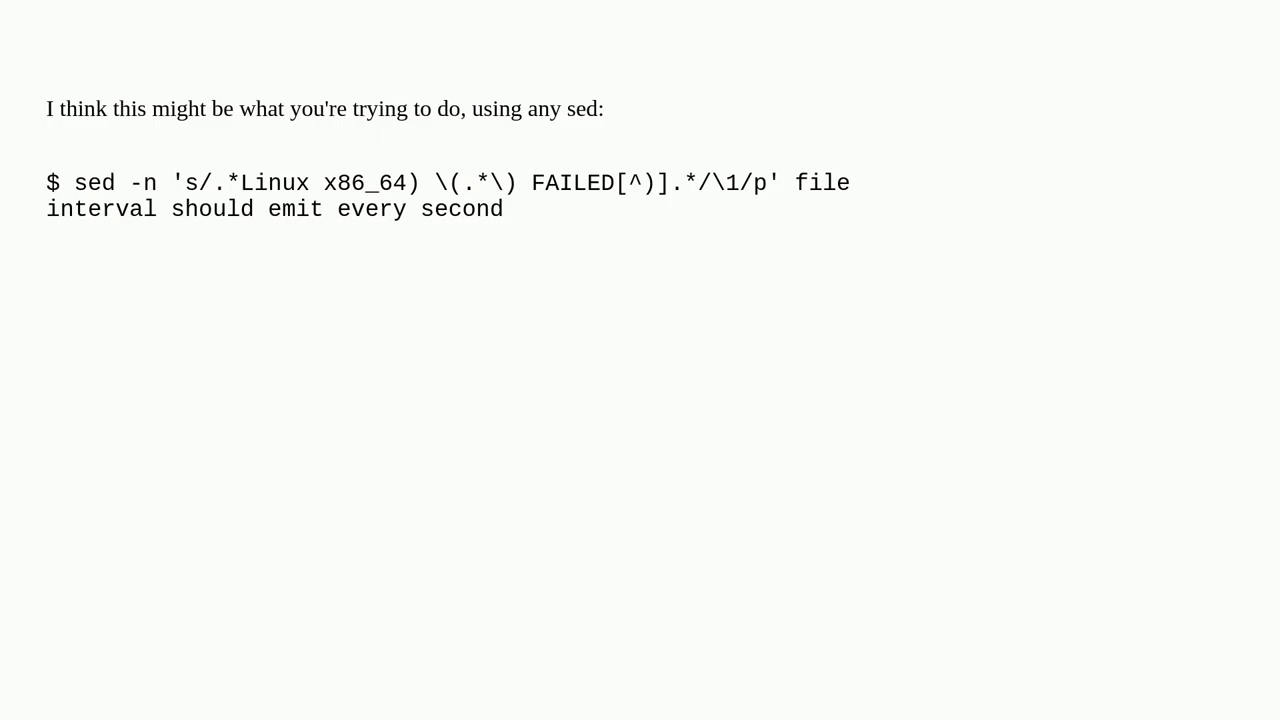 I think this might be what you're trying to do, using any sed:
$ sed -n 's/.*Linux x86_64) \(.*\) FAILED[^)].*/\1/p' file
interval should emit every second